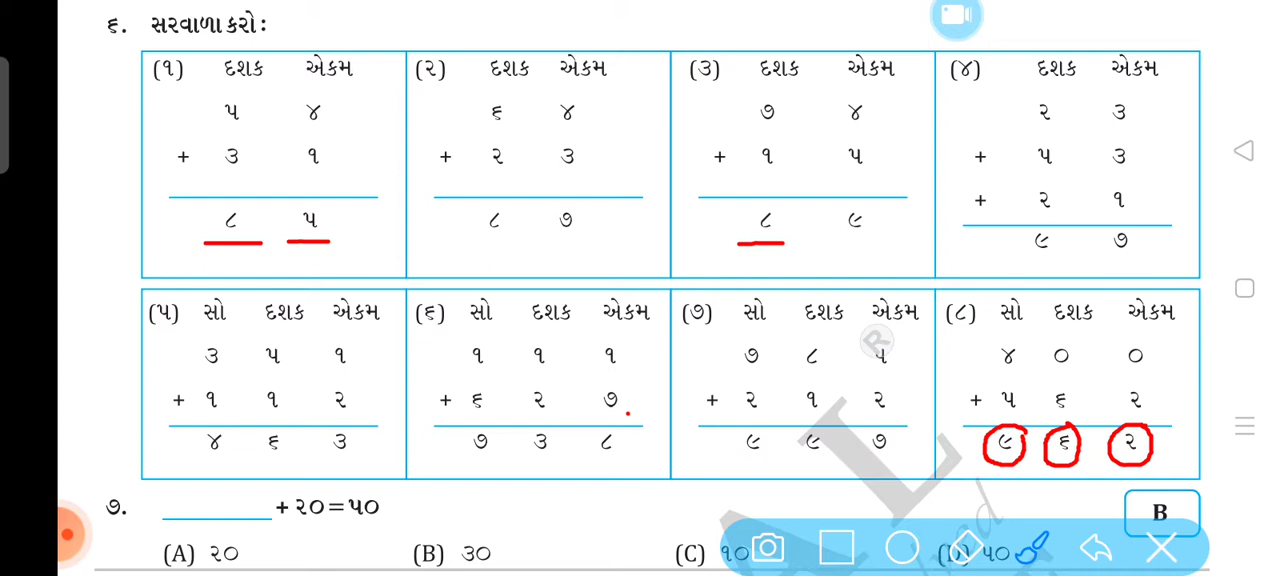 ૬. સરવાળા કરો :
(૧) દશક એકમ (૨) દશક એકમ (૩) દશક એકમ (૪) દશક એકમ
૫ ૪ ૬ ૪ ૭ ૪ ૨ ૩
+ ૩ ૧ + ૨ ૩ + ૧ ૫ + ૫ ૩
+ ૨ ૧
૮ ૫ ૮ ૭ ૮ ૯
૯ ૭
(૫) સો દશક એકમ (૬) સો દશક એકમ (૭) સો દશક એકમ (૮) સો દશક એકમ
૩ ૫ ૧ ૧ ૧ ૧ ૭ ૮ ૫ ૪ ૦ ૦
+ ૧ ૧ ૨ + ૬ ૨ ૭ + ૨ ૧ ૨ + ૫ ૬ ૨
૪ ૬ ૩ ૭ ૩ ૮ ૯ ૯ ૭ ૯ ૬ ૨
૭. ________ + ૨૦ = ૫૦ B
(A) ૨૦ (B) ૩૦ (C) ૧૦ (D) ૫૦